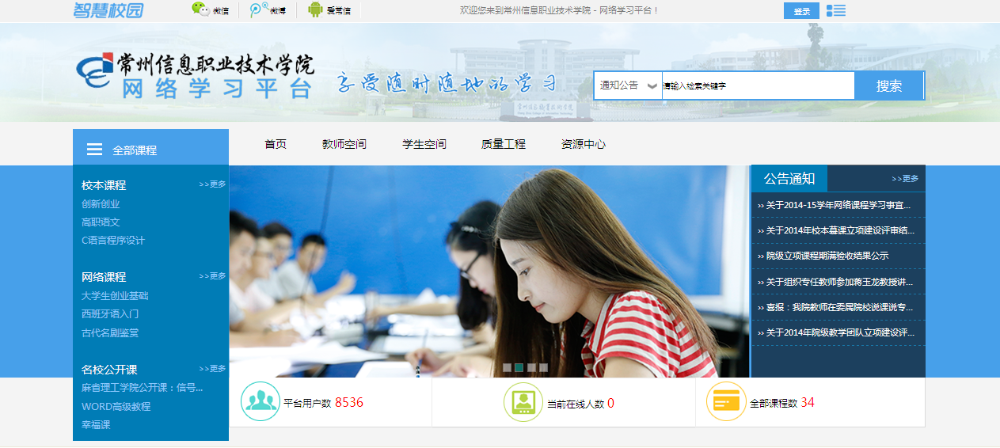 智慧校园
微信
微博
爱常信
欢迎您来到常州信息职业技术学院 - 网络学习平台！
登录
常州信息职业技术学院
网络学习平台
享受随时随地的学习
通知公告
请输入检索关键字
搜索
全部课程
首页
教师空间
学生空间
质量工程
资源中心
校本课程
>>更多
创新创业
高职语文
C语言程序设计
网络课程
>>更多
大学生创业基础
西班牙语入门
古代名剧鉴赏
名校公开课
>>更多
麻省理工学院公开课：信号...
WORD高级教程
幸福课
公告通知
>>更多
›› 关于2014-15学年网络课程学习事宜...
›› 关于2014年校本慕课立项建设评审结...
›› 院级立项课程期满验收结果公示
›› 关于组织专任教师参加蒋玉龙教授讲...
›› 喜报：我院教师在委属院校说课说专...
›› 关于2014年院级教学团队立项建设评...
平台用户数 8536
当前在线人数 0
全部课程数 34